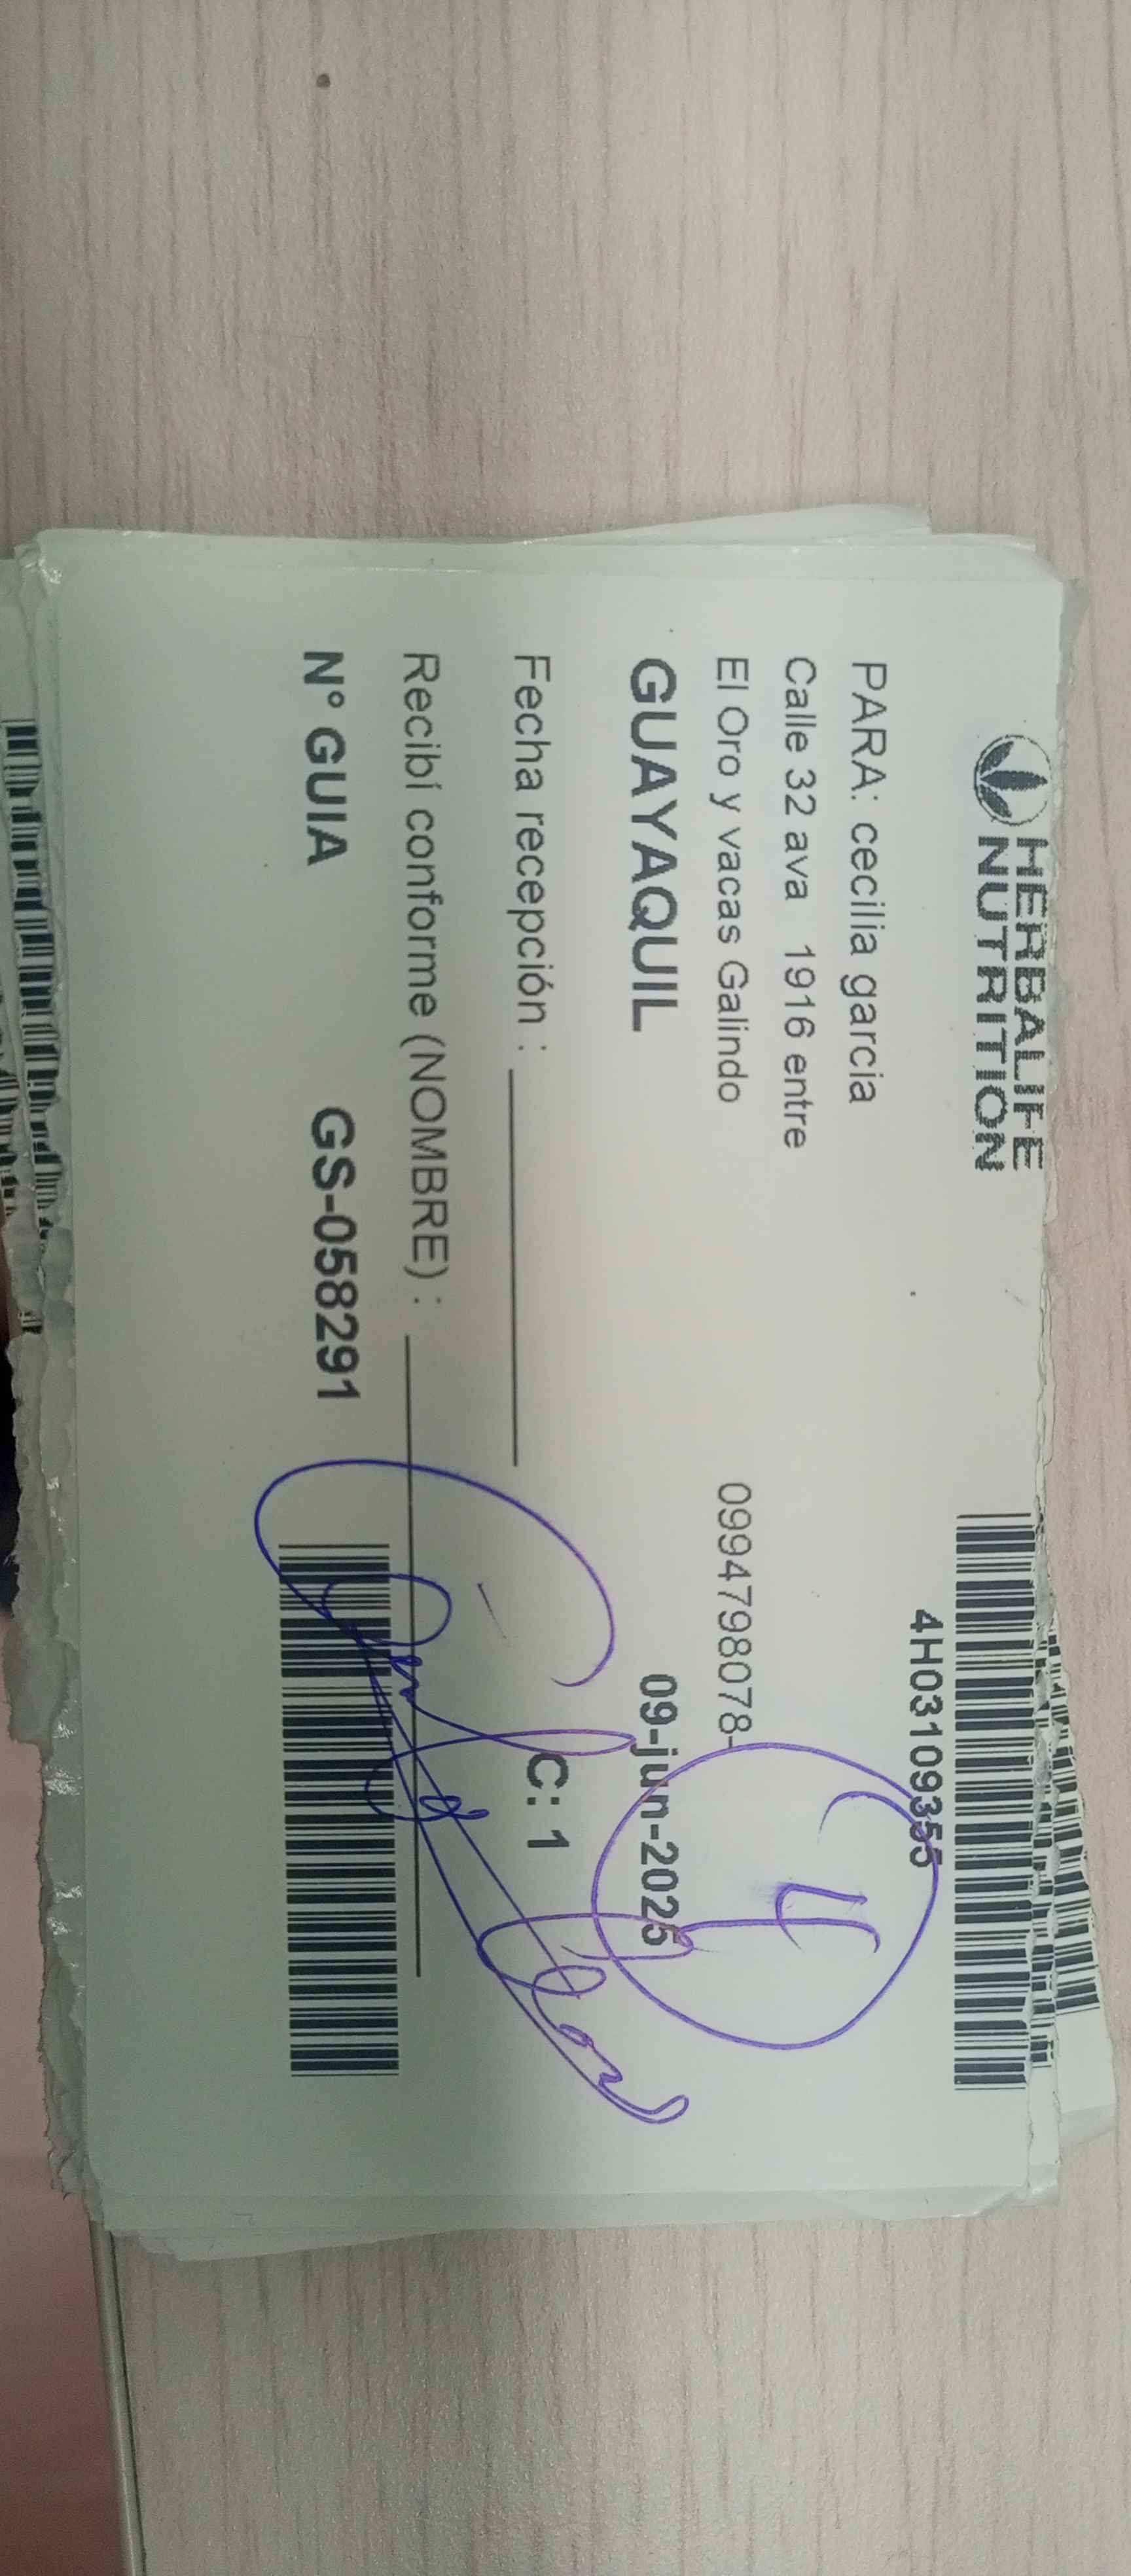 HERBALIFE
NUTRITION
4H03109355
PARA: cecilia garcia
Calle 32 ava 1916 entre
El Oro y vacas Galindo 0994798078-
4
GUAYAQUIL 09-jun-2025
Fecha recepción : C: 1
Recibí conforme (NOMBRE) :
N° GUIA GS-058291